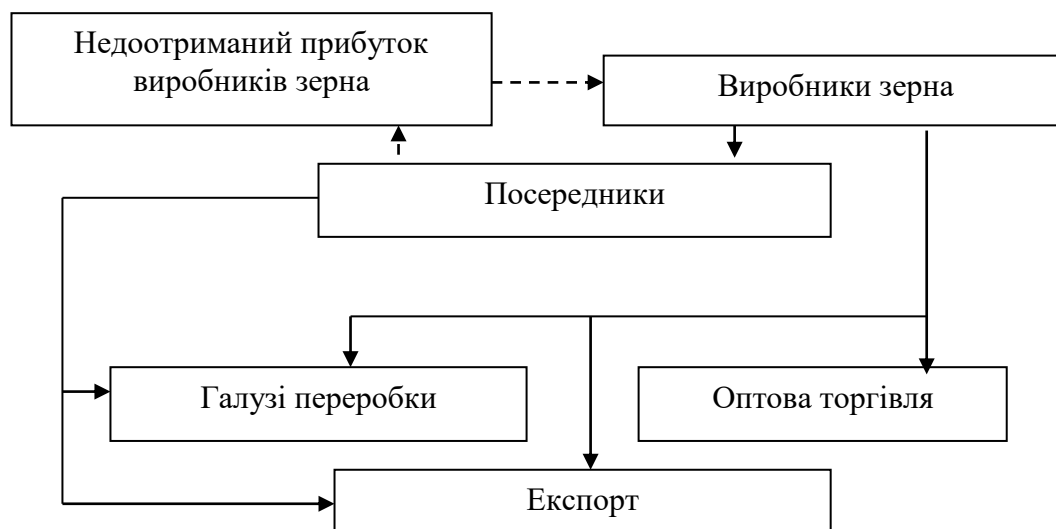 Недоотриманий прибуток
виробників зерна
Виробники зерна
Посередники
Галузі переробки
Оптова торгівля
Експорт